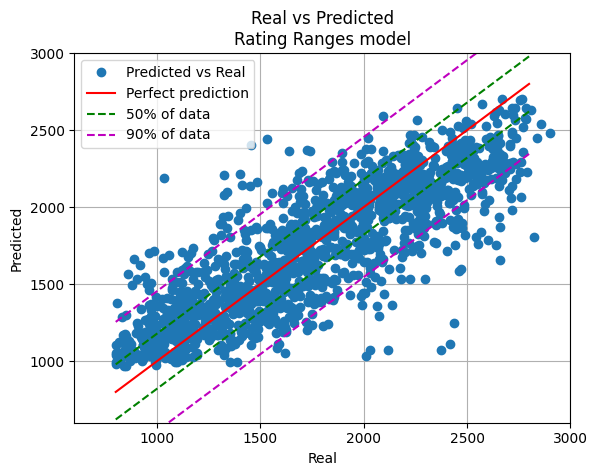 Real vs Predicted
Rating Ranges model
Predicted vs Real
Perfect prediction
50% of data
90% of data
3000
2500
2000
1500
1000
Predicted
1000
1500
2000
2500
3000
Real